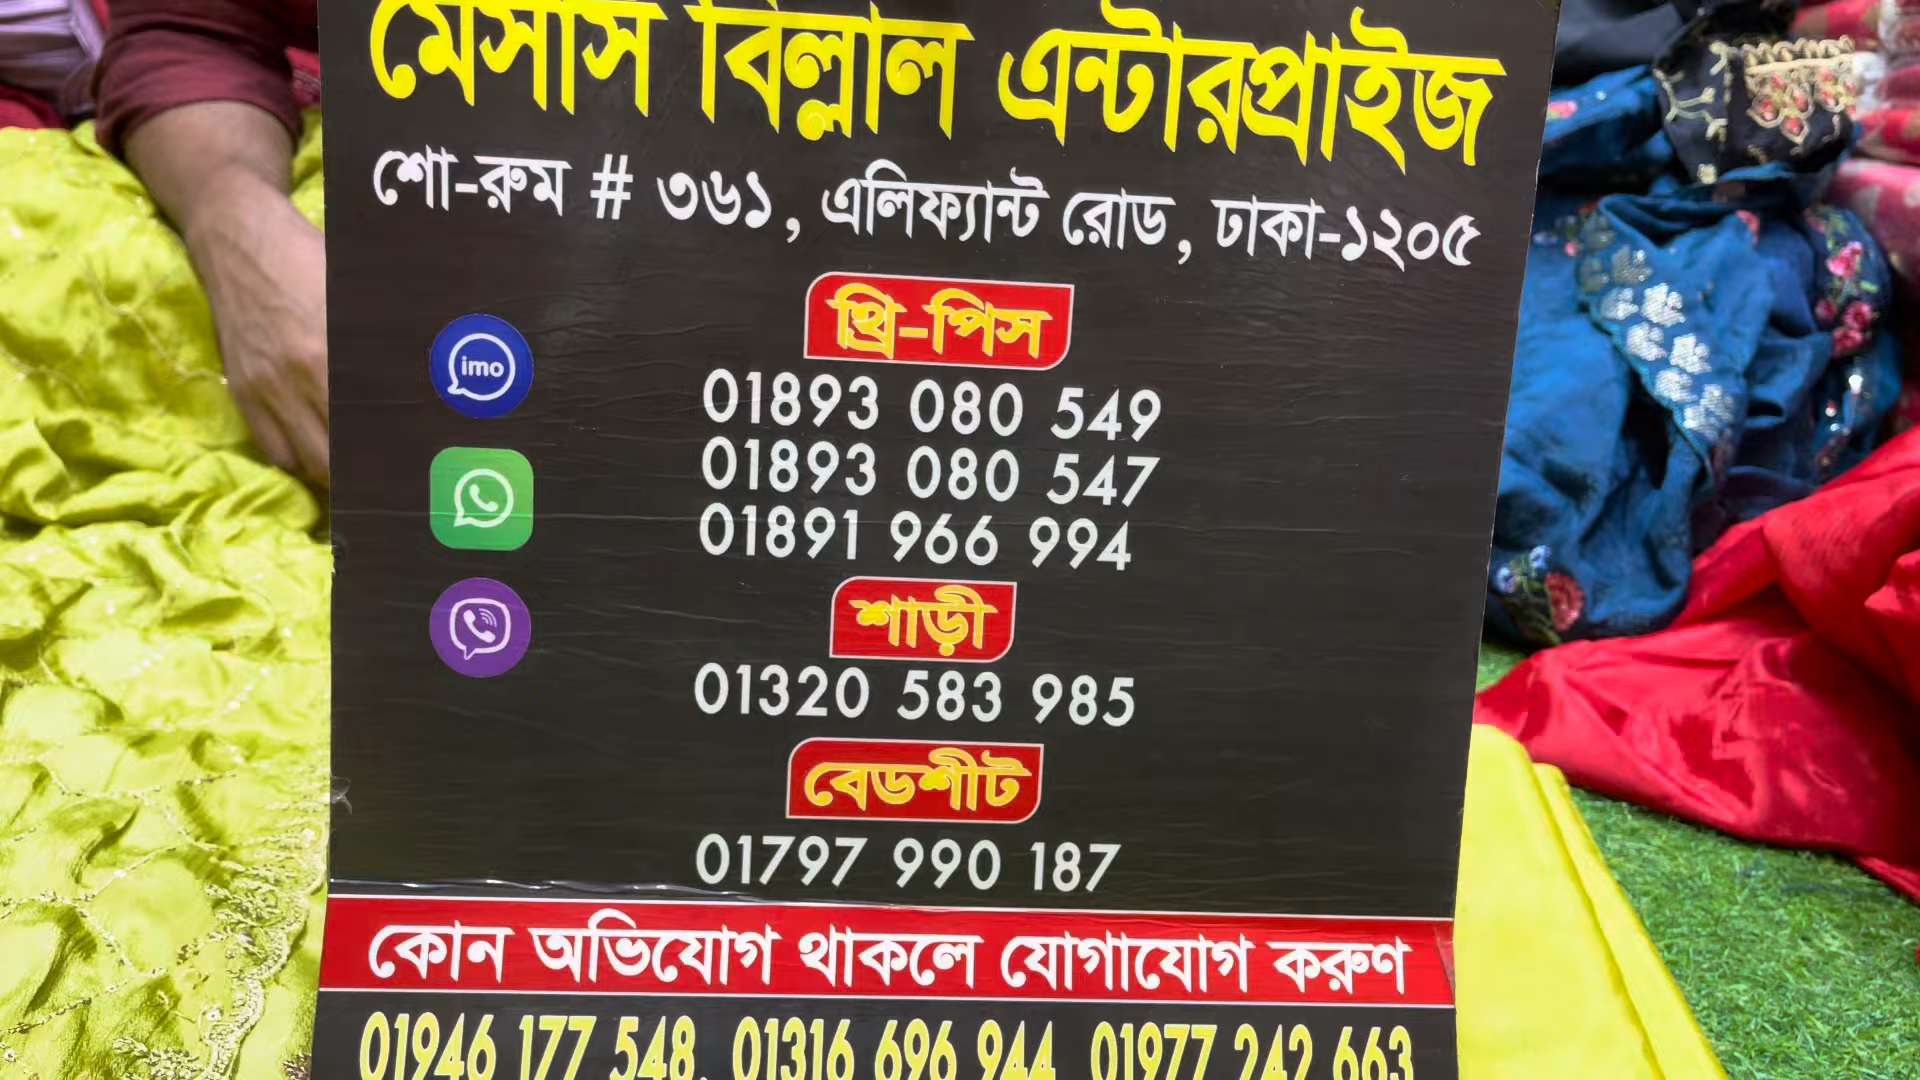 মেসার্স বিল্লাল এন্টারপ্রাইজ
শো-রুম # ৩৬১, এলিফ্যান্ট রোড, ঢাকা-১২০৫
থ্রি-পিস
imo
01893 080 549
01893 080 547
01891 966 994
শাড়ী
01320 583 985
বেডশীট
01797 990 187
কোন অভিযোগ থাকলে যোগাযোগ করুণ
01946 177 548, 01316 696 944, 01977 242 663